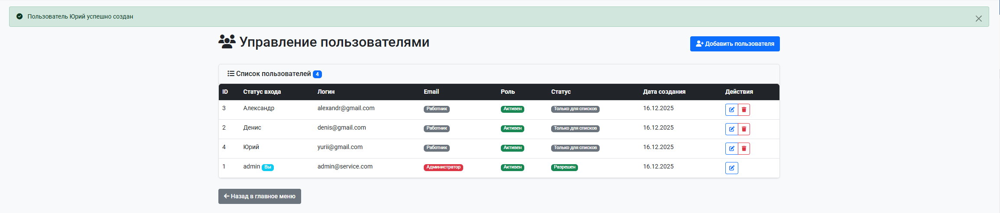 Пользователь Юрий успешно создан
Управление пользователями
Добавить пользователя
Список пользователей 4
ID Статус входа Логин Email Роль Статус Дата создания Действия
3 Александр alexandr@gmail.com Работник Активен Только для списков 16.12.2025
2 Денис denis@gmail.com Работник Активен Только для списков 16.12.2025
4 Юрий yurii@gmail.com Работник Активен Только для списков 16.12.2025
1 admin Вы admin@service.com Администратор Активен Разрешен 16.12.2025
Назад в главное меню